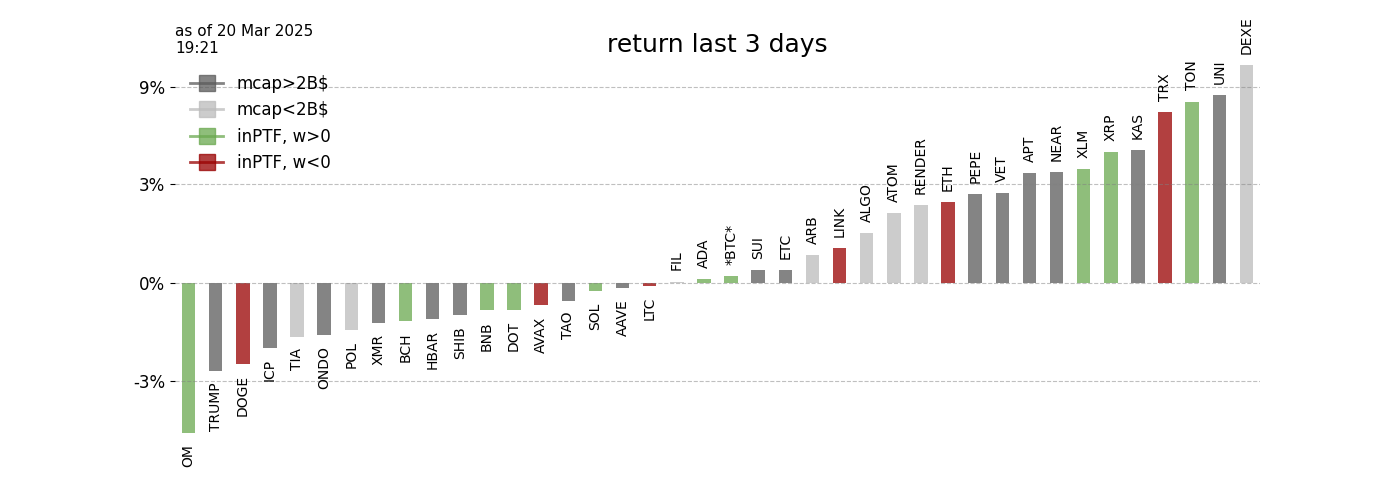 as of 20 Mar 2025
19:21
return last 3 days
mcap>2B$
mcap<2B$
inPTF, w>0
inPTF, w<0
9%
3%
0%
-3%
OM
TRUMP
DOGE
ICP
TIA
ONDO
POL
XMR
BCH
HBAR
SHIB
BNB
DOT
AVAX
TAO
SOL
AAVE
LTC
FIL
ADA
*BTC*
SUI
ETC
ARB
LINK
ALGO
ATOM
RENDER
ETH
PEPE
VET
APT
NEAR
XLM
XRP
KAS
TRX
TON
UNI
DEXE